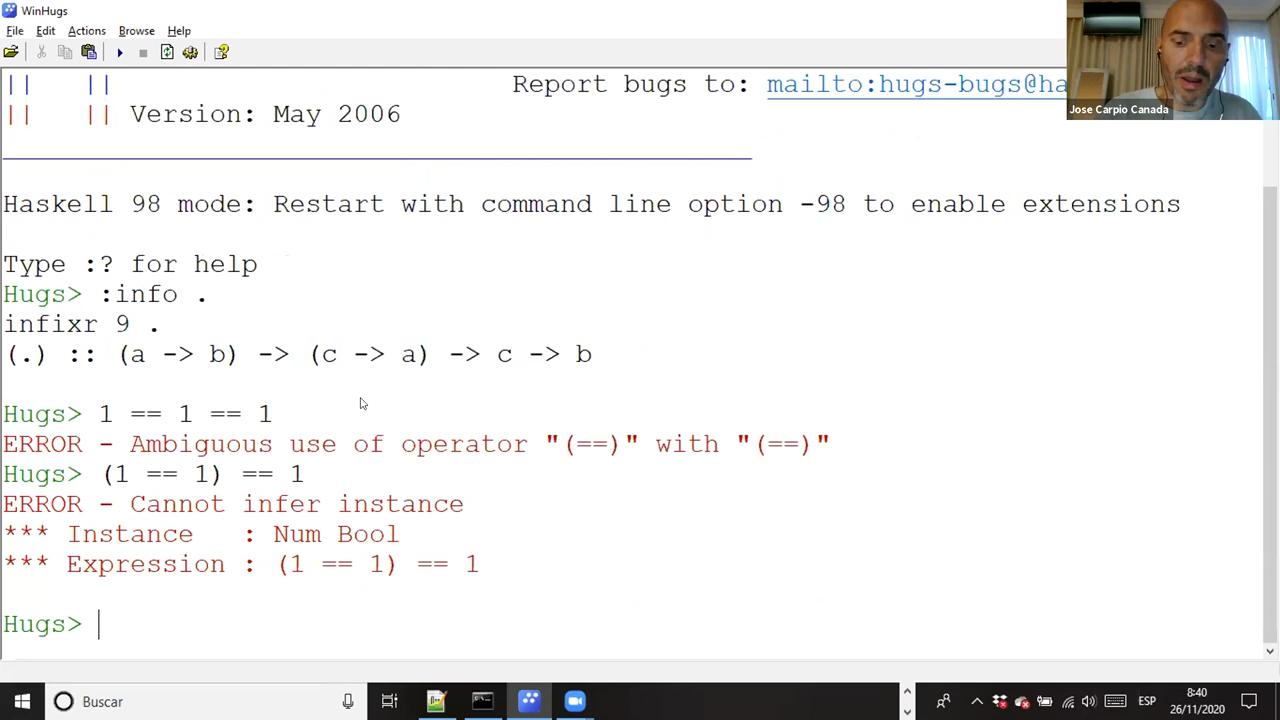 WinHugs
File Edit Actions Browse Help
|| || Report bugs to: mailto:hugs-bugs@ha
|| || Version: May 2006
Haskell 98 mode: Restart with command line option -98 to enable extensions
Type :? for help
Hugs> :info .
infixr 9 .
(.) :: (a -> b) -> (c -> a) -> c -> b
Hugs> 1 == 1 == 1
ERROR - Ambiguous use of operator "(==)" with "(==)"
Hugs> (1 == 1) == 1
ERROR - Cannot infer instance
*** Instance : Num Bool
*** Expression : (1 == 1) == 1
Hugs>
Jose Carpio Canada
Buscar
ESP
8:40
26/11/2020